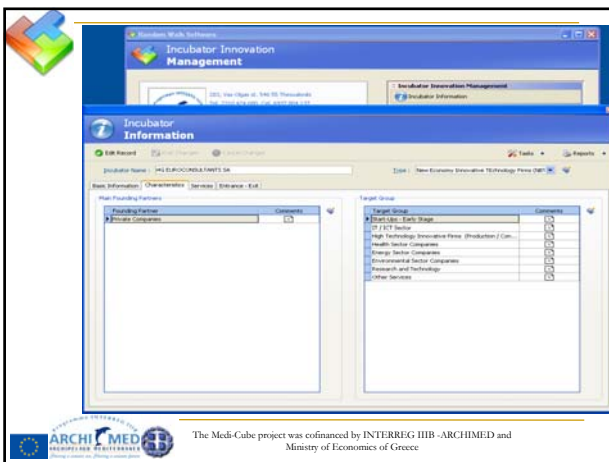 Random Walk Software
Incubator Innovation
Management
Incubator Innovation Management
Incubator Information
Incubator
Information
Edit Record
Tasks
Reports
Incubator Name : HG EUROCONSULTANTS SA
Type : New Economy Innovative Technology Firms
Basic Information Characteristics Services Entrance - Exit
Main Founding Partners
Founding Partner Comments
Private Companies
Target Group
Target Group Comments
Start-Ups - Early Stage
IT / ICT Sector
High Technology Innovative Firms (Production / Con...
Health Sector Companies
Energy Sector Companies
Environmental Sector Companies
Research and Technology
Other Services
ARCHIMED
ARCHIPELAGO MEDITERRANEO
The Medi-Cube project was cofinanced by INTERREG IIIB -ARCHIMED and
Ministry of Economics of Greece